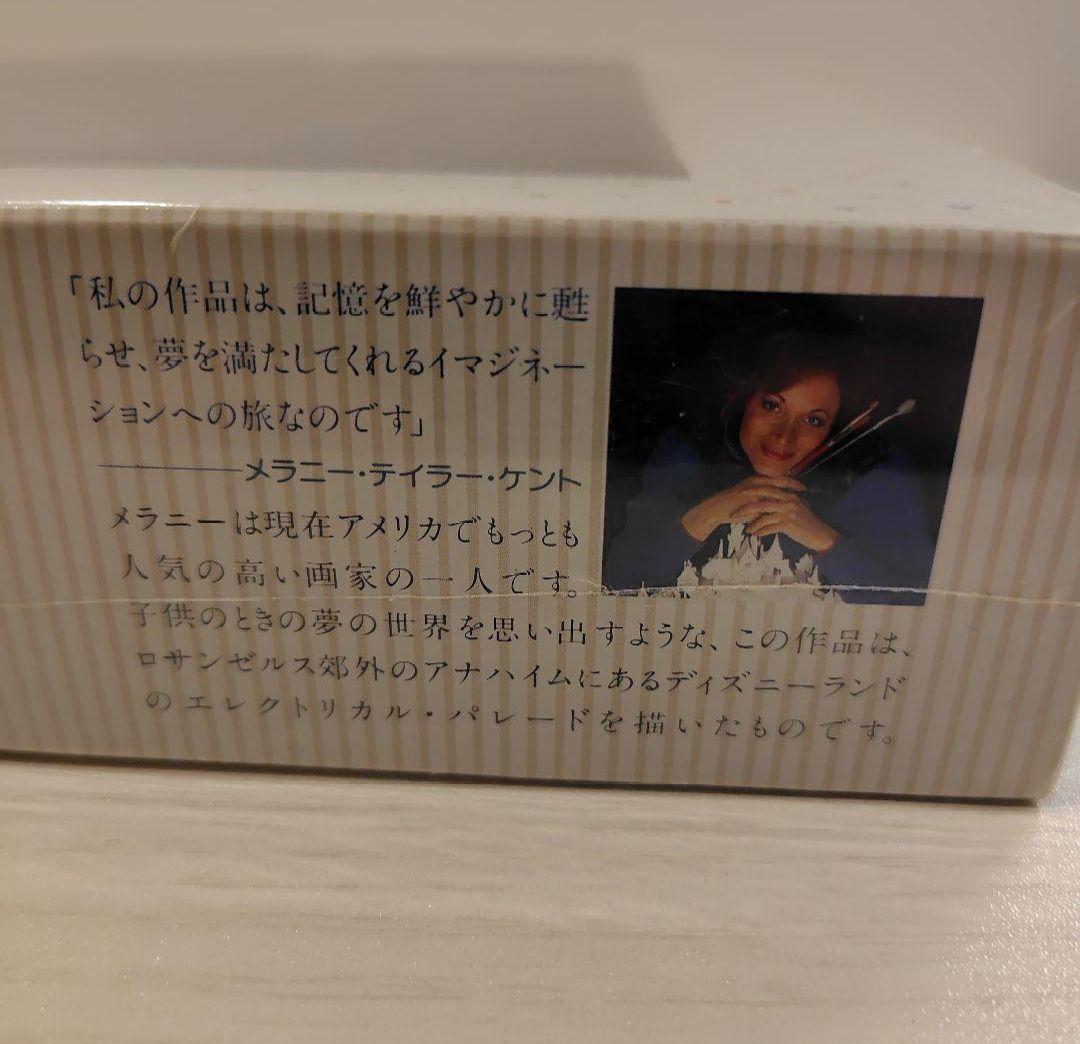 「私の作品は、記憶を鮮やかに甦
らせ、夢を満たしてくれるイマジネー
ションへの旅なのです」
――――メラニー・テイラー・ケント
メラニーは現在アメリカでもっとも
人気の高い画家の一人です。
子供のときの夢の世界を思い出すような、この作品は、
ロサンゼルス郊外のアナハイムにあるディズニーランド
のエレクトリカル・パレードを描いたものです。